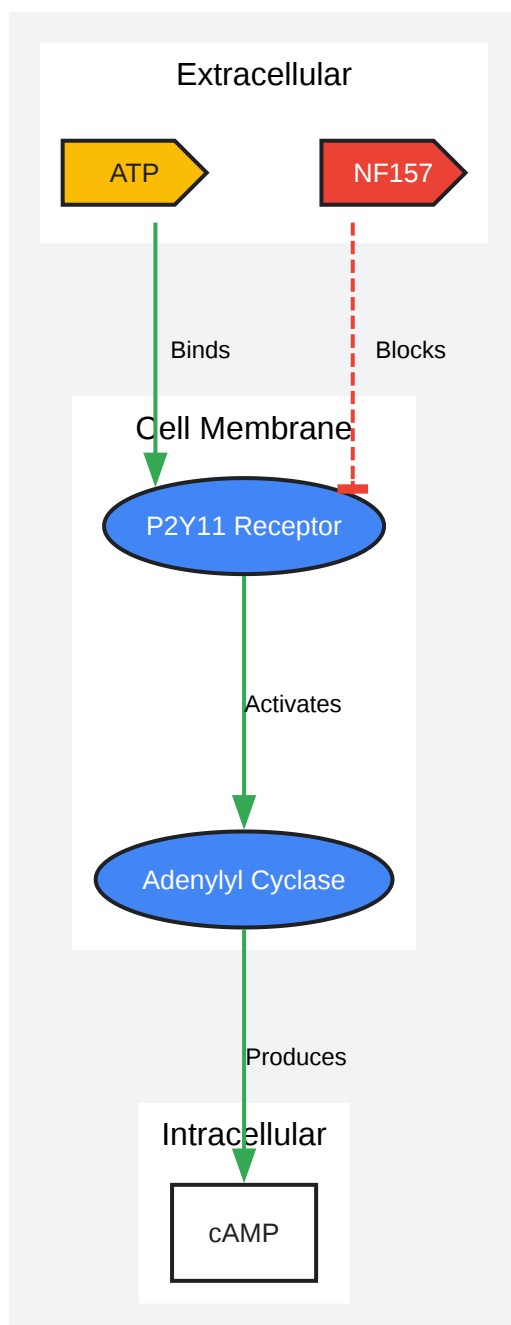 Extracellular
ATP
NF157
Binds
Blocks
Cell Membrane
P2Y11 Receptor
Activates
Adenylyl Cyclase
Produces
Intracellular
cAMP